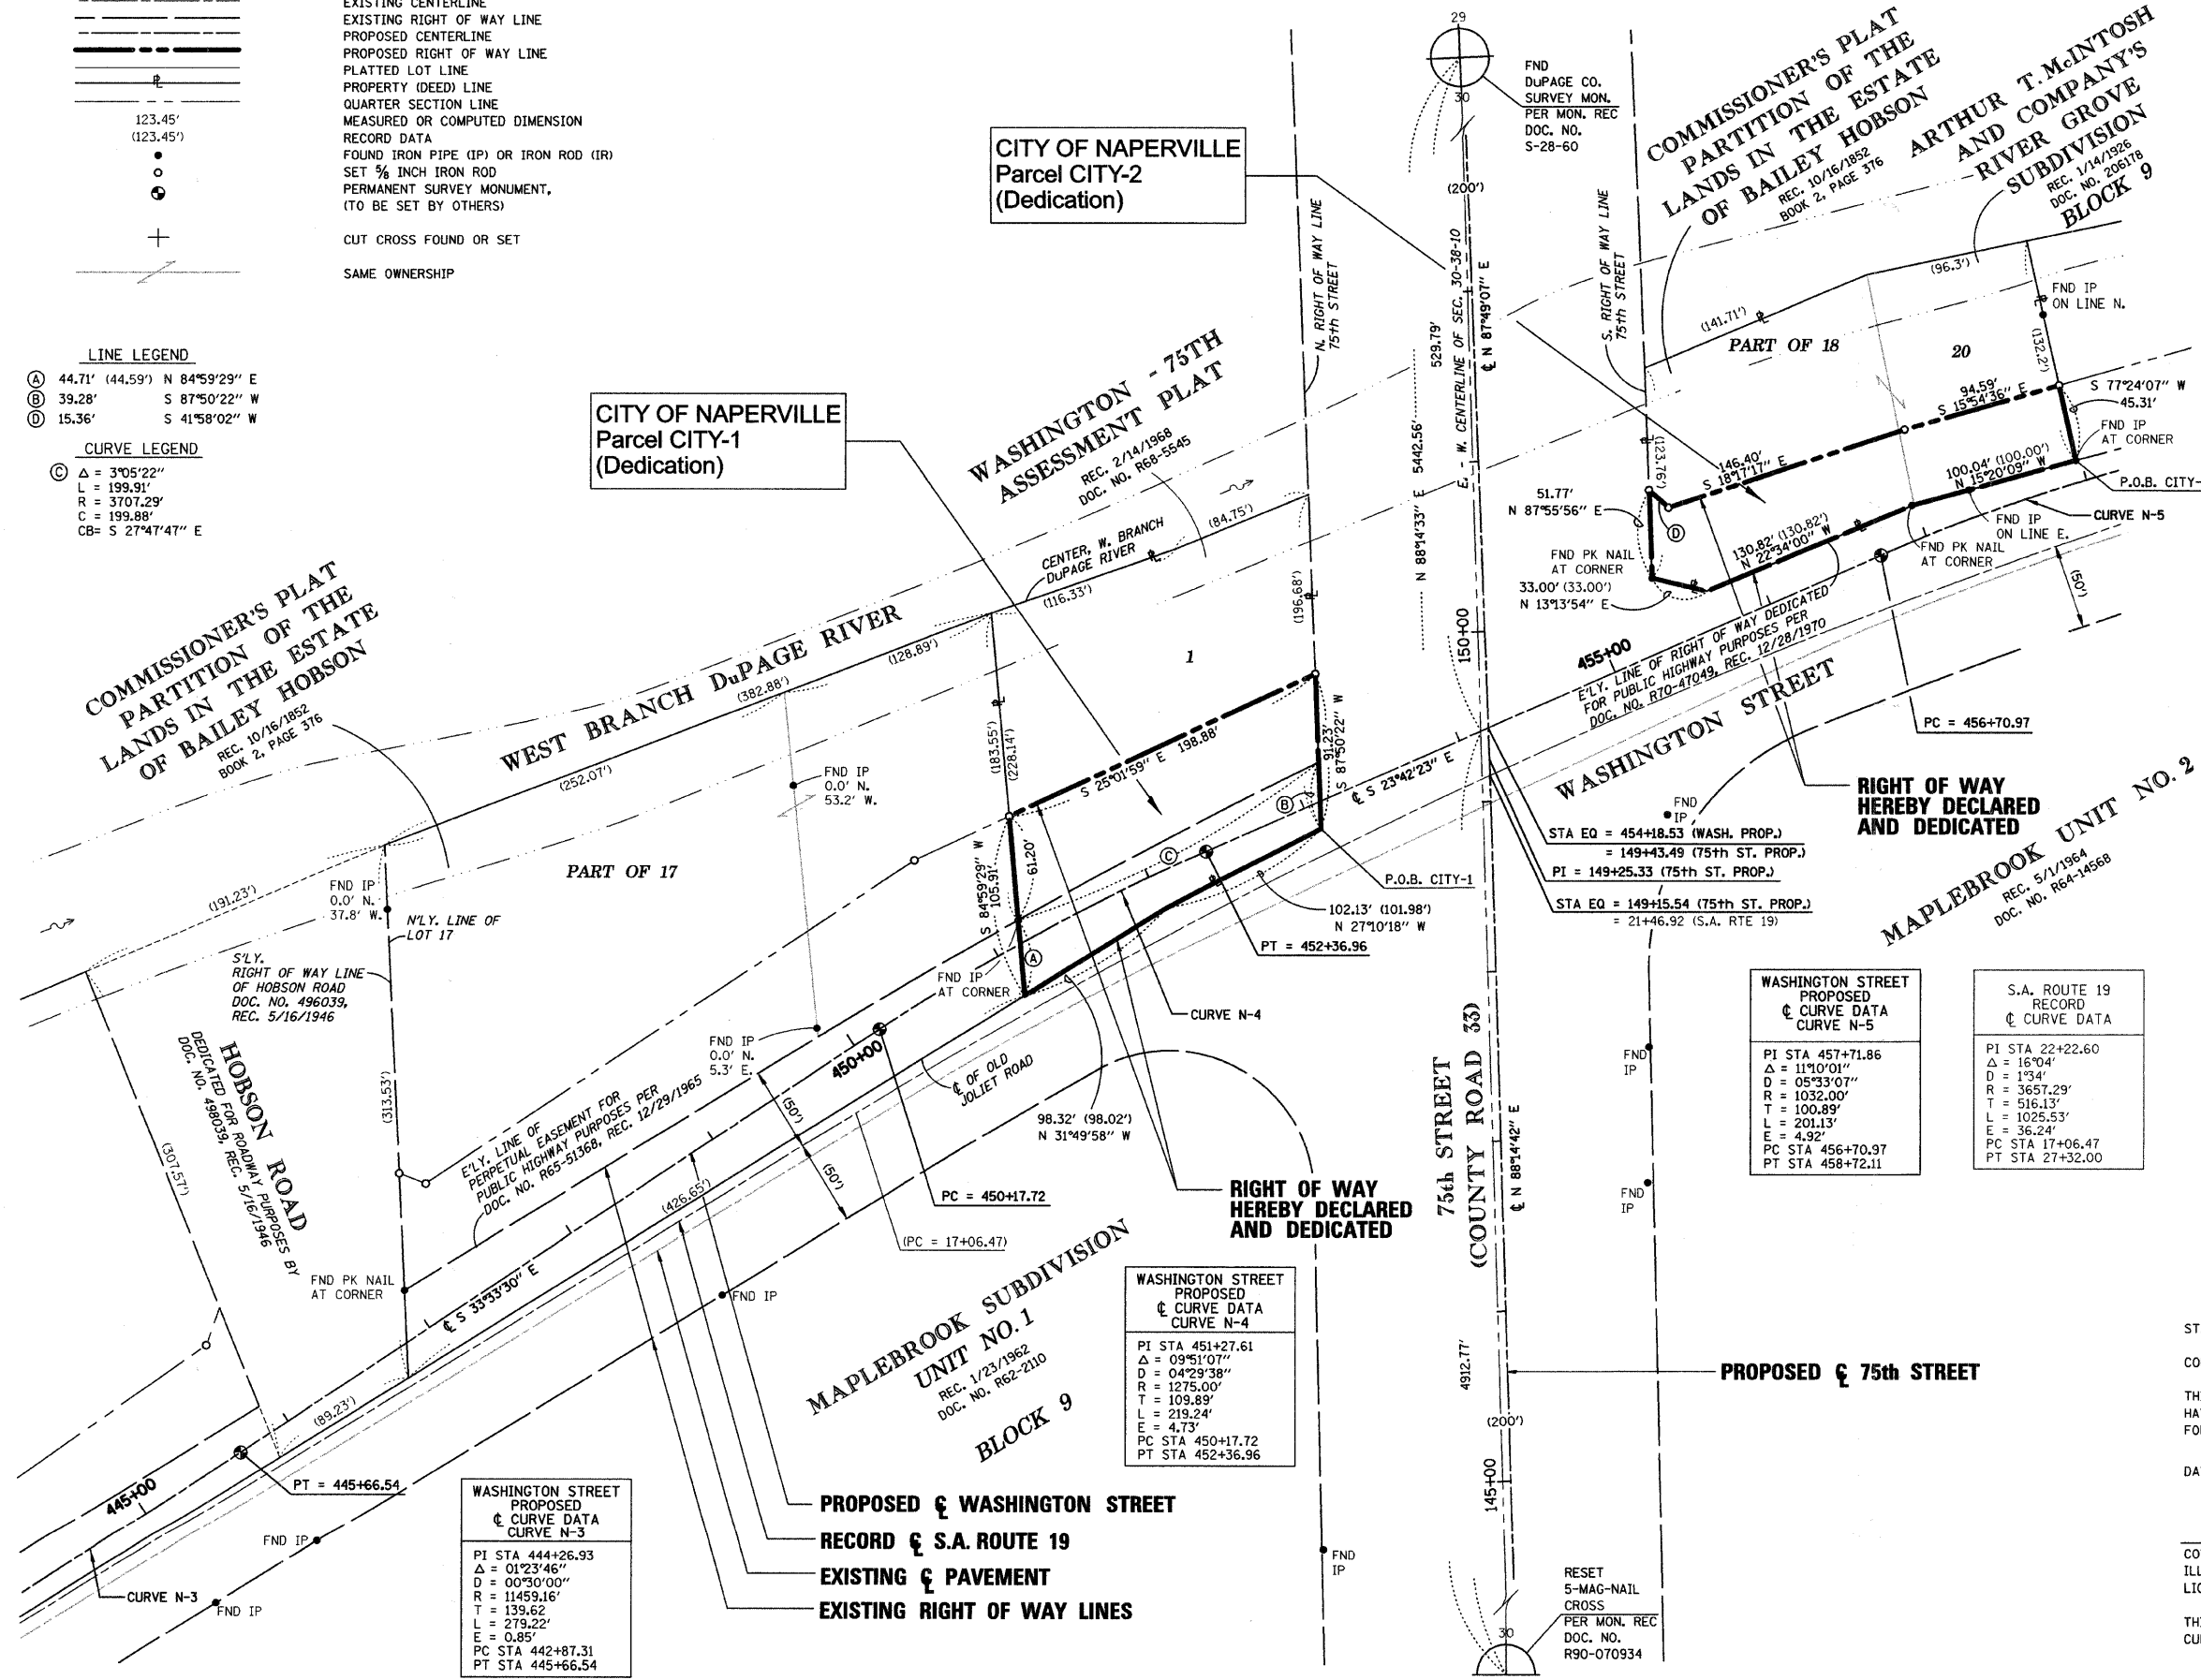 EXISTING CENTERLINE
EXISTING RIGHT OF WAY LINE
PROPOSED CENTERLINE
PROPOSED RIGHT OF WAY LINE
PLATTED LOT LINE
PROPERTY (DEED) LINE
QUARTER SECTION LINE
123.45' MEASURED OR COMPUTED DIMENSION
(123.45') RECORD DATA
FOUND IRON PIPE (IP) OR IRON ROD (IR)
SET 5/8 INCH IRON ROD
PERMANENT SURVEY MONUMENT,
(TO BE SET BY OTHERS)
CUT CROSS FOUND OR SET
SAME OWNERSHIP
LINE LEGEND
Ⓐ 44.71' (44.59') N 84°59'29" E
Ⓑ 39.28' S 87°50'22" W
Ⓓ 15.36' S 41°58'02" W
CURVE LEGEND
Ⓒ Δ = 3°05'22"
L = 199.91'
R = 3707.29'
C = 199.88'
CB= S 27°47'47" E
COMMISSIONER'S PLAT
PARTITION OF THE
LANDS IN THE ESTATE
OF BAILEY HOBSON
REC. 10/16/1852
BOOK 2, PAGE 376
CITY OF NAPERVILLE
Parcel CITY-1
(Dedication)
CITY OF NAPERVILLE
Parcel CITY-2
(Dedication)
WASHINGTON - 75TH
ASSESSMENT PLAT
REC. 2/14/1968
DOC. NO. R68-5545
29
30
FND
DuPAGE CO.
SURVEY MON.
PER MON. REC
DOC. NO.
S-28-60
(200')
N. RIGHT OF WAY LINE
75th STREET
S. RIGHT OF WAY LINE
75th STREET
529.79'
N 88°14'33" E 5442.56'
E. - W. CENTERLINE OF SEC. 30-38-10
℄ N 87°49'07" E
COMMISSIONER'S PLAT
PARTITION OF THE
LANDS IN THE ESTATE
OF BAILEY HOBSON
REC. 10/16/1852
BOOK 2, PAGE 376
ARTHUR T. McINTOSH
AND COMPANY'S
RIVER GROVE
SUBDIVISION
REC. 1/14/1926
DOC. NO. 206178
BLOCK 9
(96.3')
FND IP
ON LINE N.
(141.71')
PART OF 18
20
(132.2')
94.59'
S 15°54'36" E
S 77°24'07" W
45.31'
FND IP
AT CORNER
(123.76')
146.40'
S 18°17'17" E
100.04' (100.00')
N 15°20'09" W
P.O.B. CITY-
51.77'
N 87°55'56" E
Ⓓ
130.82' (130.82')
N 22°34'00" W
FND IP
ON LINE E.
CURVE N-5
FND PK NAIL
AT CORNER
FND PK NAIL
AT CORNER
33.00' (33.00')
N 13°13'54" E
(50')
455+00
E'LY. LINE OF RIGHT OF WAY DEDICATED
FOR PUBLIC HIGHWAY PURPOSES PER
DOC. NO. R70-47049, REC. 12/28/1970
WASHINGTON STREET
PC = 456+70.97
RIGHT OF WAY
HEREBY DECLARED
AND DEDICATED
CENTER, W. BRANCH
DuPAGE RIVER
(84.75')
(116.33')
(196.68')
1
150+00
WEST BRANCH DuPAGE RIVER
(128.89')
(382.88')
(252.07')
(183.55')
(228.14')
FND IP
0.0' N.
53.2' W.
198.88'
S 25°01'59" E
91.23'
S 87°50'22" W
Ⓑ
℄ S 23°42'23" E
S 84°59'29" W
105.91'
61.20'
Ⓒ
Ⓐ
P.O.B. CITY-1
102.13' (101.98')
N 27°10'18" W
PT = 452+36.96
STA EQ = 454+18.53 (WASH. PROP.)
= 149+43.49 (75th ST. PROP.)
PI = 149+25.33 (75th ST. PROP.)
STA EQ = 149+15.54 (75th ST. PROP.)
= 21+46.92 (S.A. RTE 19)
FND
IP
MAPLEBROOK UNIT NO. 2
REC. 5/1/1964
DOC. NO. R64-14568
(191.23')
PART OF 17
FND IP
0.0' N.
37.8' W.
N'LY. LINE OF
LOT 17
S'LY.
RIGHT OF WAY LINE
OF HOBSON ROAD
DOC. NO. 496039,
REC. 5/16/1946
FND IP
AT CORNER
FND IP
0.0' N.
5.3' E.
CURVE N-4
450+00
℄ OF OLD
JOLIET ROAD
98.32' (98.02')
N 31°49'58" W
HOBSON ROAD
DEDICATED FOR ROADWAY PURPOSES BY
DOC. NO. 498039, REC. 5/16/1946
(307.57')
(313.53')
E'LY. LINE OF
PERPETUAL EASEMENT FOR
PUBLIC HIGHWAY PURPOSES PER
DOC. NO. R65-51368, REC. 12/29/1965
(50')
(50')
(426.65')
PC = 450+17.72
(PC = 17+06.47)
RIGHT OF WAY
HEREBY DECLARED
AND DEDICATED
FND PK NAIL
AT CORNER
℄ S 33°33'30" E
FND IP
(89.23')
445+00
PT = 445+66.54
FND IP
CURVE N-3
FND IP
MAPLEBROOK SUBDIVISION
UNIT NO. 1
REC. 1/23/1962
DOC. NO. R62-2110
BLOCK 9
75th STREET
(COUNTY ROAD 33)
℄ N 88°14'42" E
4912.77'
(200')
145+00
FND
IP
FND
IP
FND
IP
PROPOSED ℄ 75th STREET
WASHINGTON STREET
PROPOSED
℄ CURVE DATA
CURVE N-5
PI STA 457+71.86
Δ = 11°10'01"
D = 05°33'07"
R = 1032.00'
T = 100.89'
L = 201.13'
E = 4.92'
PC STA 456+70.97
PT STA 458+72.11
S.A. ROUTE 19
RECORD
℄ CURVE DATA
PI STA 22+22.60
Δ = 16°04'
D = 1°34'
R = 3657.29'
T = 516.13'
L = 1025.53'
E = 36.24'
PC STA 17+06.47
PT STA 27+32.00
WASHINGTON STREET
PROPOSED
℄ CURVE DATA
CURVE N-4
PI STA 451+27.61
Δ = 09°51'07"
D = 04°29'38"
R = 1275.00'
T = 109.89'
L = 219.24'
E = 4.73'
PC STA 450+17.72
PT STA 452+36.96
WASHINGTON STREET
PROPOSED
℄ CURVE DATA
CURVE N-3
PI STA 444+26.93
Δ = 01°23'46"
D = 00°30'00"
R = 11459.16'
T = 139.62
L = 279.22'
E = 0.85'
PC STA 442+87.31
PT STA 445+66.54
PROPOSED ℄ WASHINGTON STREET
RECORD ℄ S.A. ROUTE 19
EXISTING ℄ PAVEMENT
EXISTING RIGHT OF WAY LINES
RESET
5-MAG-NAIL
CROSS
PER MON. REC
DOC. NO.
R90-070934
30
ST
CO
TH
HA
FO
DA
CO
ILL
LIC
TH
CU